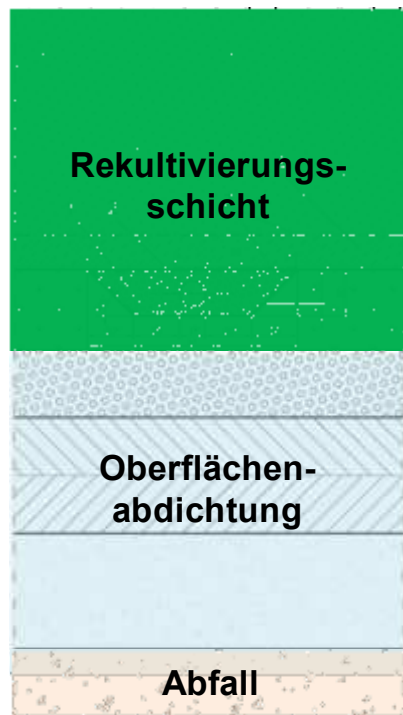 Rekultivierungs-
schicht
Oberflächen-
abdichtung
Abfall